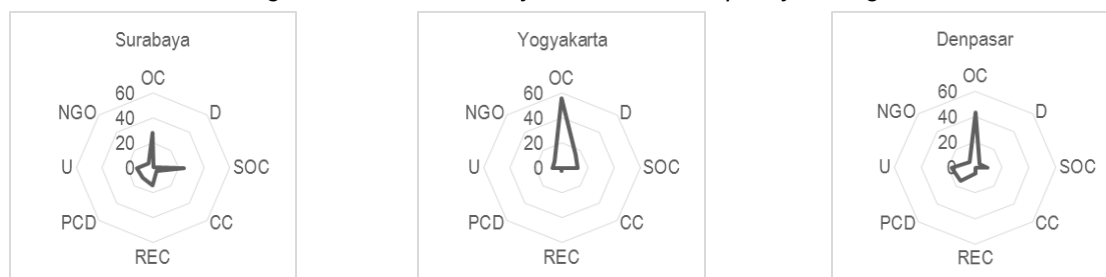 Surabaya
OC
60
NGO
D
40
20
U
0
SOC
PCD
CC
REC
Yogyakarta
OC
60
NGO
D
40
20
U
0
SOC
PCD
CC
REC
Denpasar
OC
60
NGO
D
40
20
U
0
SOC
PCD
CC
REC